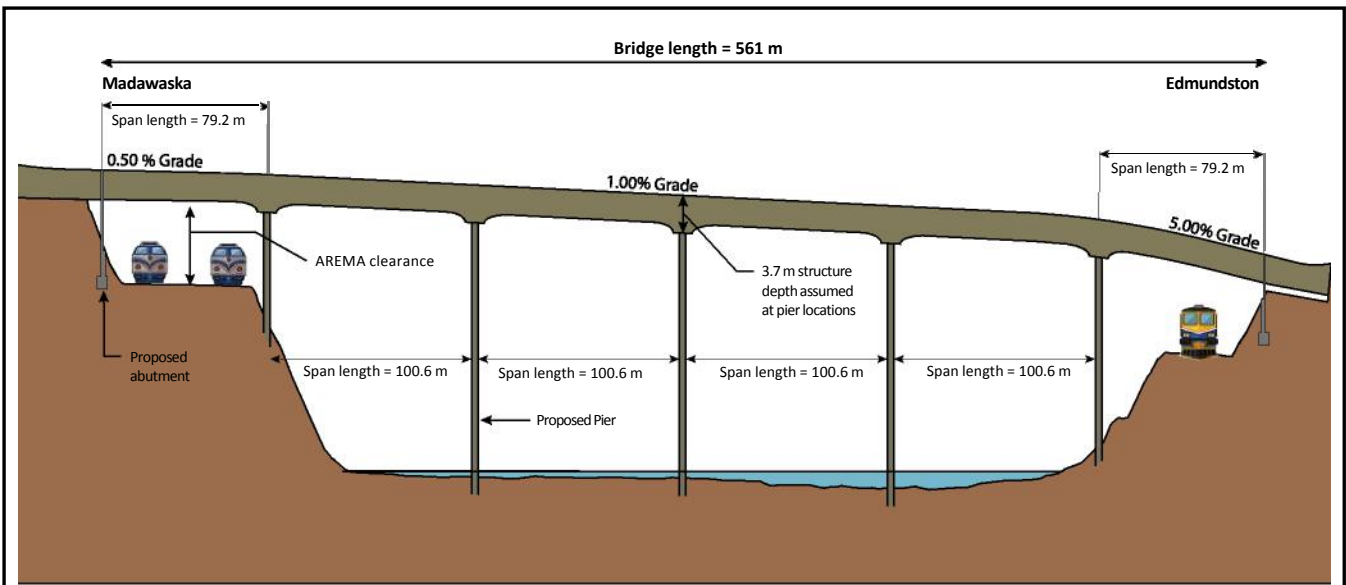 Bridge length = 561 m
Madawaska
Edmundston
Span length = 79.2 m
Span length = 79.2 m
0.50 % Grade
1.00% Grade
5.00% Grade
AREMA clearance
3.7 m structure
depth assumed
at pier locations
Proposed
abutment
Span length = 100.6 m
Span length = 100.6 m
Span length = 100.6 m
Span length = 100.6 m
Proposed Pier